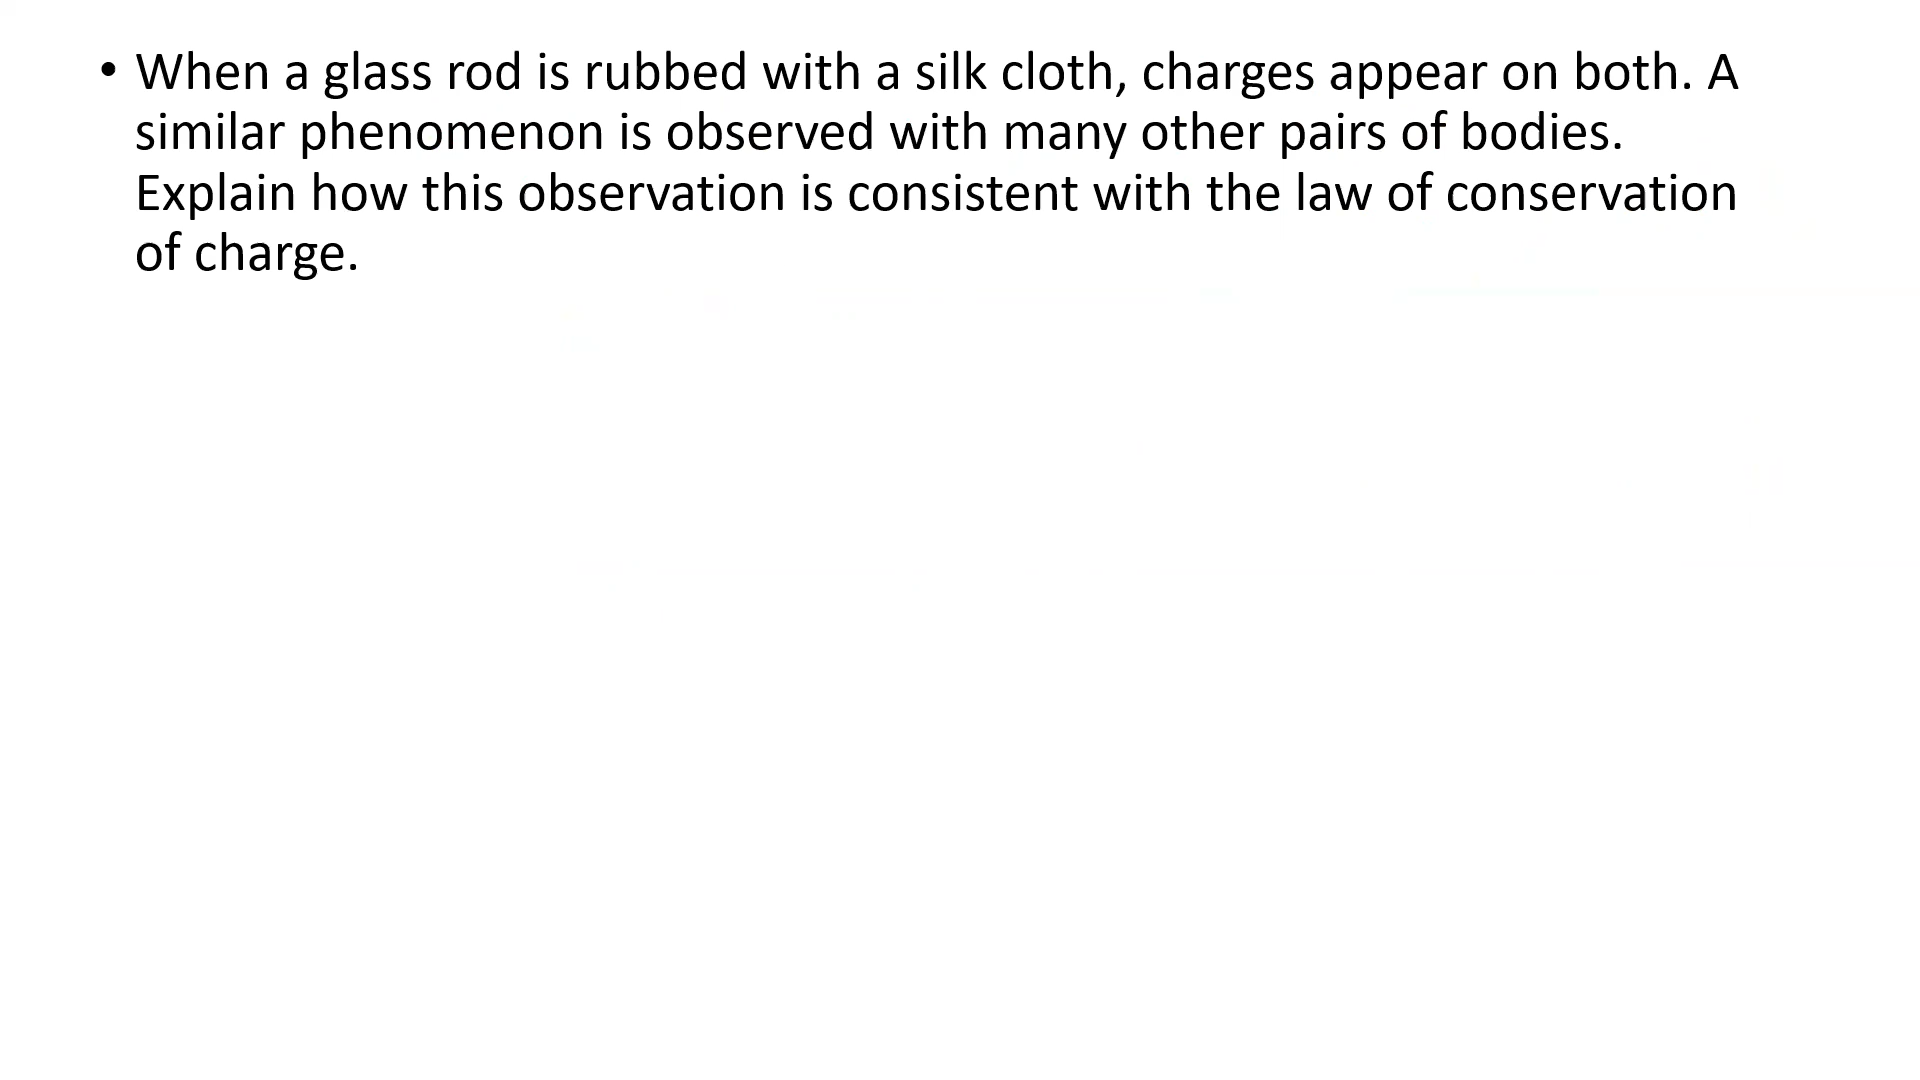 • When a glass rod is rubbed with a silk cloth, charges appear on both. A
similar phenomenon is observed with many other pairs of bodies.
Explain how this observation is consistent with the law of conservation
of charge.